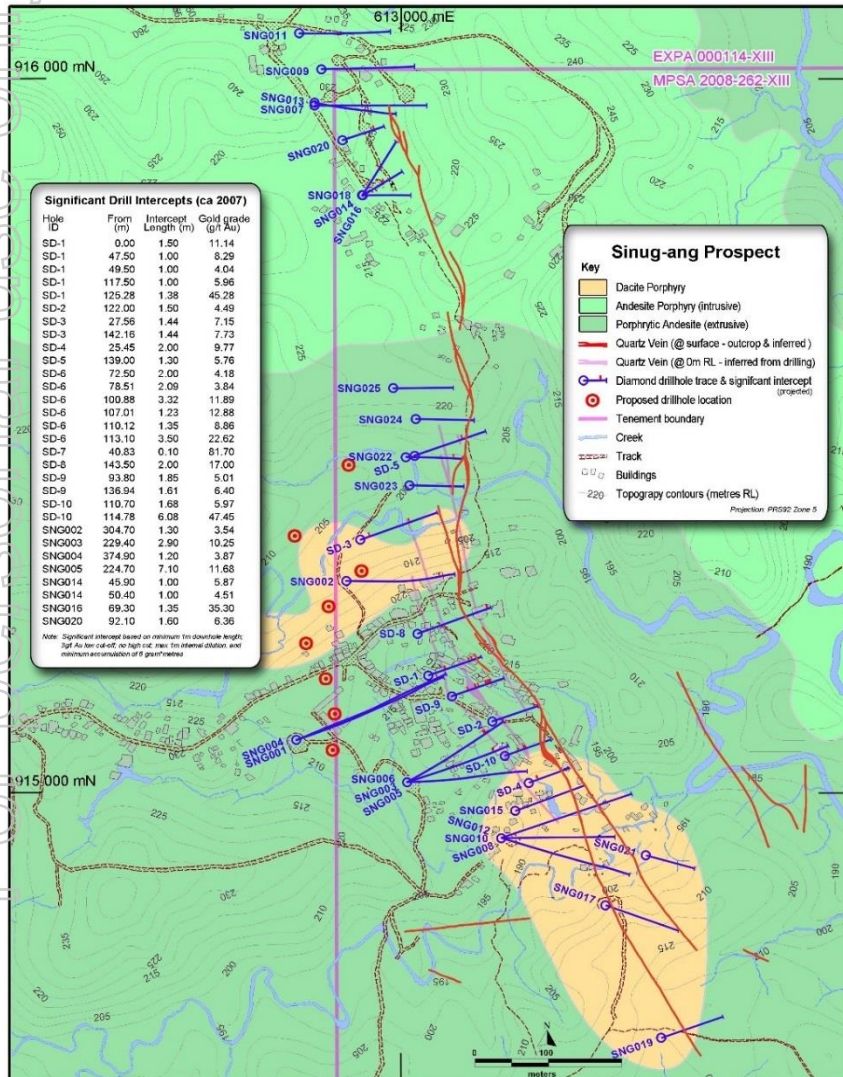 613 000 mE
916 000 mN
EXPA 000114-XIII
MPSA 2008-262-XIII
SNG011
SNG009
SNG013
SNG007
SNG020
SNG018
SNG014
SNG016
Significant Drill Intercepts (ca 2007)
Hole ID From (m) Intercept Length (m) Gold grade (g/t Au)
SD-1 0.00 1.50 11.14
SD-1 47.50 1.00 8.29
SD-1 49.50 1.00 4.04
SD-1 117.50 1.00 5.96
SD-1 125.28 1.38 45.28
SD-2 122.00 1.50 4.49
SD-3 27.56 1.44 7.15
SD-3 142.16 1.44 7.73
SD-4 25.45 2.00 9.77
SD-5 139.00 1.30 5.76
SD-6 72.50 2.00 4.18
SD-6 78.51 2.09 3.84
SD-6 100.88 3.32 11.89
SD-6 107.01 1.23 12.88
SD-6 110.12 1.35 8.86
SD-6 113.10 3.50 22.62
SD-7 40.83 0.10 81.70
SD-8 143.50 2.00 17.00
SD-9 93.80 1.85 5.01
SD-9 136.94 1.61 6.40
SD-10 110.70 1.68 5.97
SD-10 114.78 6.08 47.45
SNG002 304.70 1.30 3.54
SNG003 229.40 2.90 10.25
SNG004 374.90 1.20 3.87
SNG005 224.70 7.10 11.68
SNG014 45.90 1.00 5.87
SNG014 50.40 1.00 4.51
SNG016 69.30 1.35 35.30
SNG020 92.10 1.60 6.36
Note: Significant intercept based on minimum 1m downhole length;
3g/t Au low cut-off; no high cut; max 1m internal dilution; and
minimum accumulation of 6 gram*metres
Sinug-ang Prospect
Key
Dacite Porphyry
Andesite Porphyry (intrusive)
Porphrytic Andesite (extrusive)
Quartz Vein (@ surface - outcrop & inferred )
Quartz Vein (@ 0m RL - inferred from drilling)
Diamond drillhole trace & signifcant intercept
(projected)
Proposed drillhole location
Tenement boundary
Creek
Track
Buildings
220 Topograpy contours (metres RL)
Projection: PRS92 Zone 5
SNG025
SNG024
SNG022
SD-5
SNG023
SD-3
SNG002
SD-8
SD-1
SD-9
SD-2
SNG004
SNG001
SD-10
915 000 mN
SNG006
SNG003
SNG005
SD-4
SNG015
SNG012
SNG010
SNG008
SNG021
SNG017
SNG019
N
0 100
meters